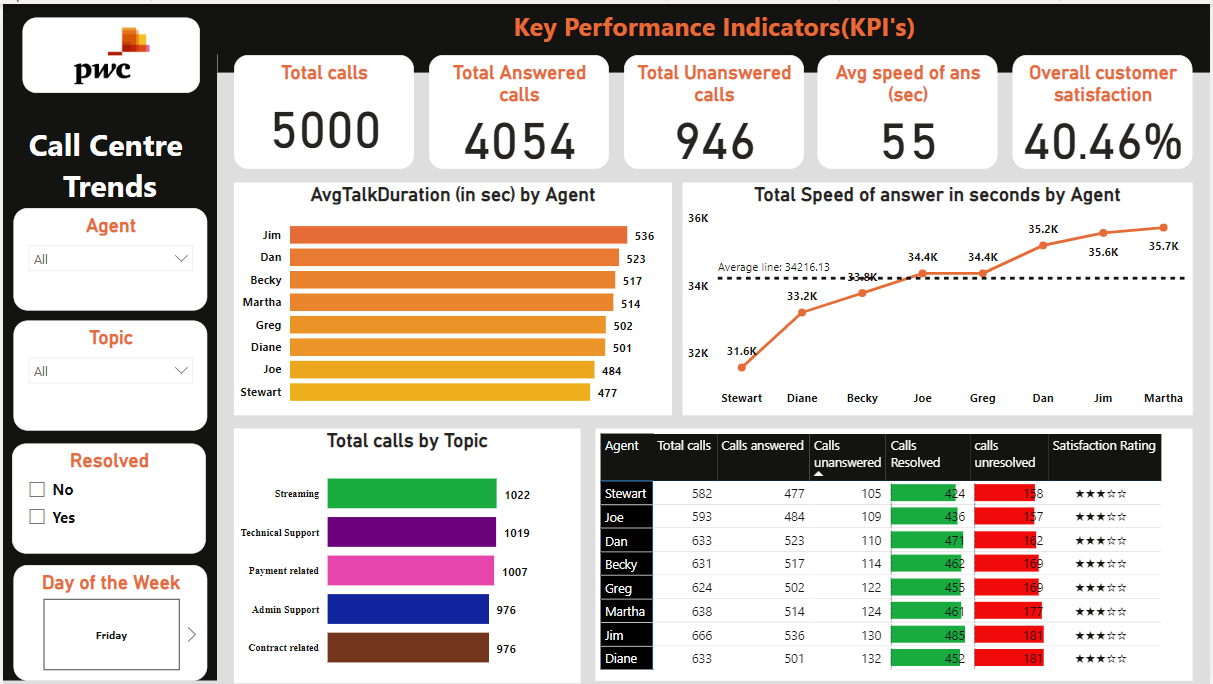 pwc
Call Centre
Trends
Agent
All
Topic
All
Resolved
No
Yes
Day of the Week
Friday
Key Performance Indicators(KPI's)
Total calls
5000
Total Answered
calls
4054
Total Unanswered
calls
946
Avg speed of ans
(sec)
55
Overall customer
satisfaction
40.46%
AvgTalkDuration (in sec) by Agent
Jim 536
Dan 523
Becky 517
Martha 514
Greg 502
Diane 501
Joe 484
Stewart 477
Total Speed of answer in seconds by Agent
36K
34K
32K
Average line: 34216.13
31.6K 33.2K 33.8K 34.4K 34.4K 35.2K 35.6K 35.7K
Stewart Diane Becky Joe Greg Dan Jim Martha
Total calls by Topic
Streaming 1022
Technical Support 1019
Payment related 1007
Admin Support 976
Contract related 976
Agent Total calls Calls answered Calls unanswered Calls Resolved calls unresolved Satisfaction Rating
Stewart 582 477 105 424 158 ★★★☆☆
Joe 593 484 109 436 157 ★★★☆☆
Dan 633 523 110 471 162 ★★★☆☆
Becky 631 517 114 462 169 ★★★☆☆
Greg 624 502 122 455 169 ★★★☆☆
Martha 638 514 124 461 177 ★★★☆☆
Jim 666 536 130 485 181 ★★★☆☆
Diane 633 501 132 452 181 ★★★☆☆